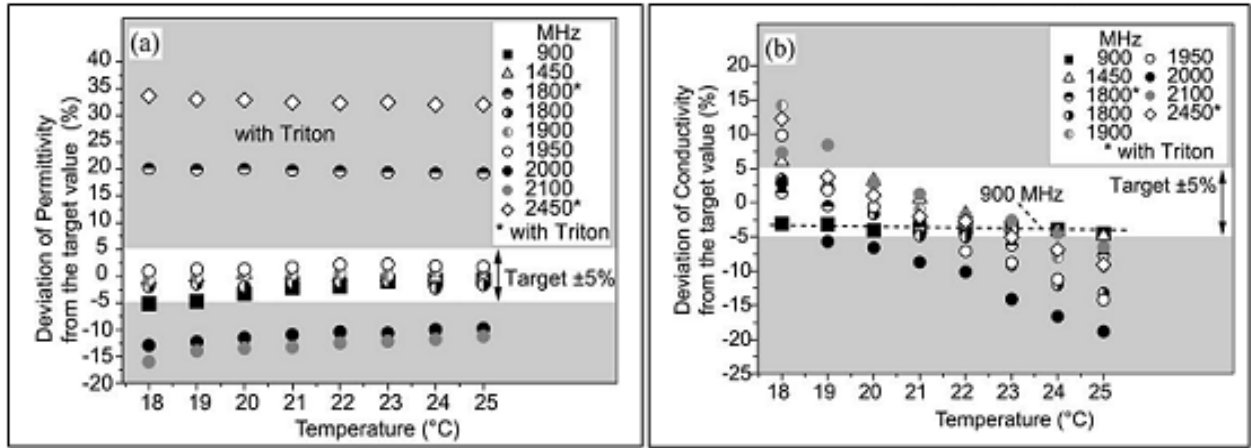 (a)
MHz
900
1450
1800*
1800
1900
1950
2000
2100
2450*
* with Triton
with Triton
Target ±5%
Deviation of Permittivity
from the target value (%)
40
35
30
25
20
15
10
5
0
-5
-10
-15
-20
18 19 20 21 22 23 24 25
Temperature (°C)
(b)
MHz
900 1950
1450 2000
1800* 2100
1800 2450*
1900
* with Triton
900 MHz
Target ±5%
Deviation of Conductivity
from the target value (%)
20
15
10
5
0
-5
-10
-15
-20
-25
18 19 20 21 22 23 24 25
Temperature (°C)